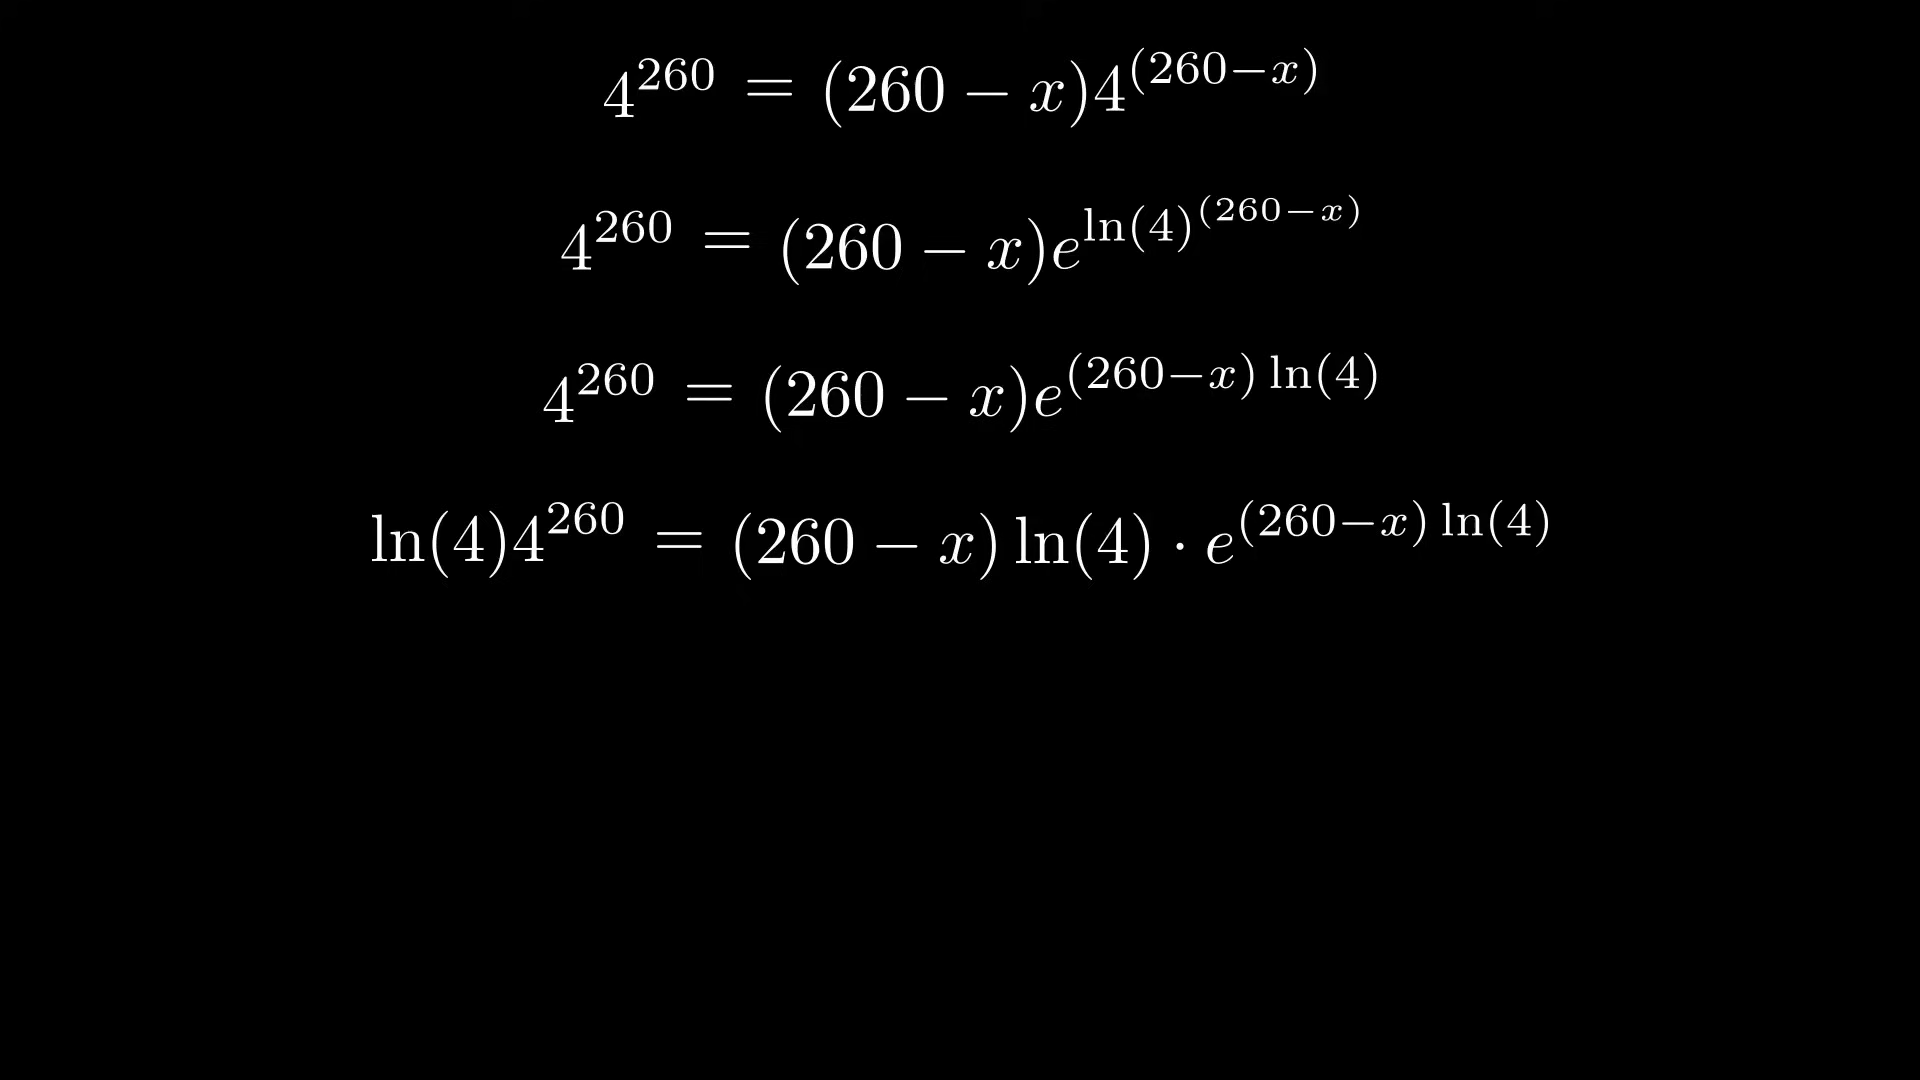 $4^{260} = (260 - x)4^{(260-x)}$
$4^{260} = (260 - x)e^{\ln(4)^{(260-x)}}$
$4^{260} = (260 - x)e^{(260-x)\ln(4)}$
$\ln(4)4^{260} = (260 - x)\ln(4) \cdot e^{(260-x)\ln(4)}$